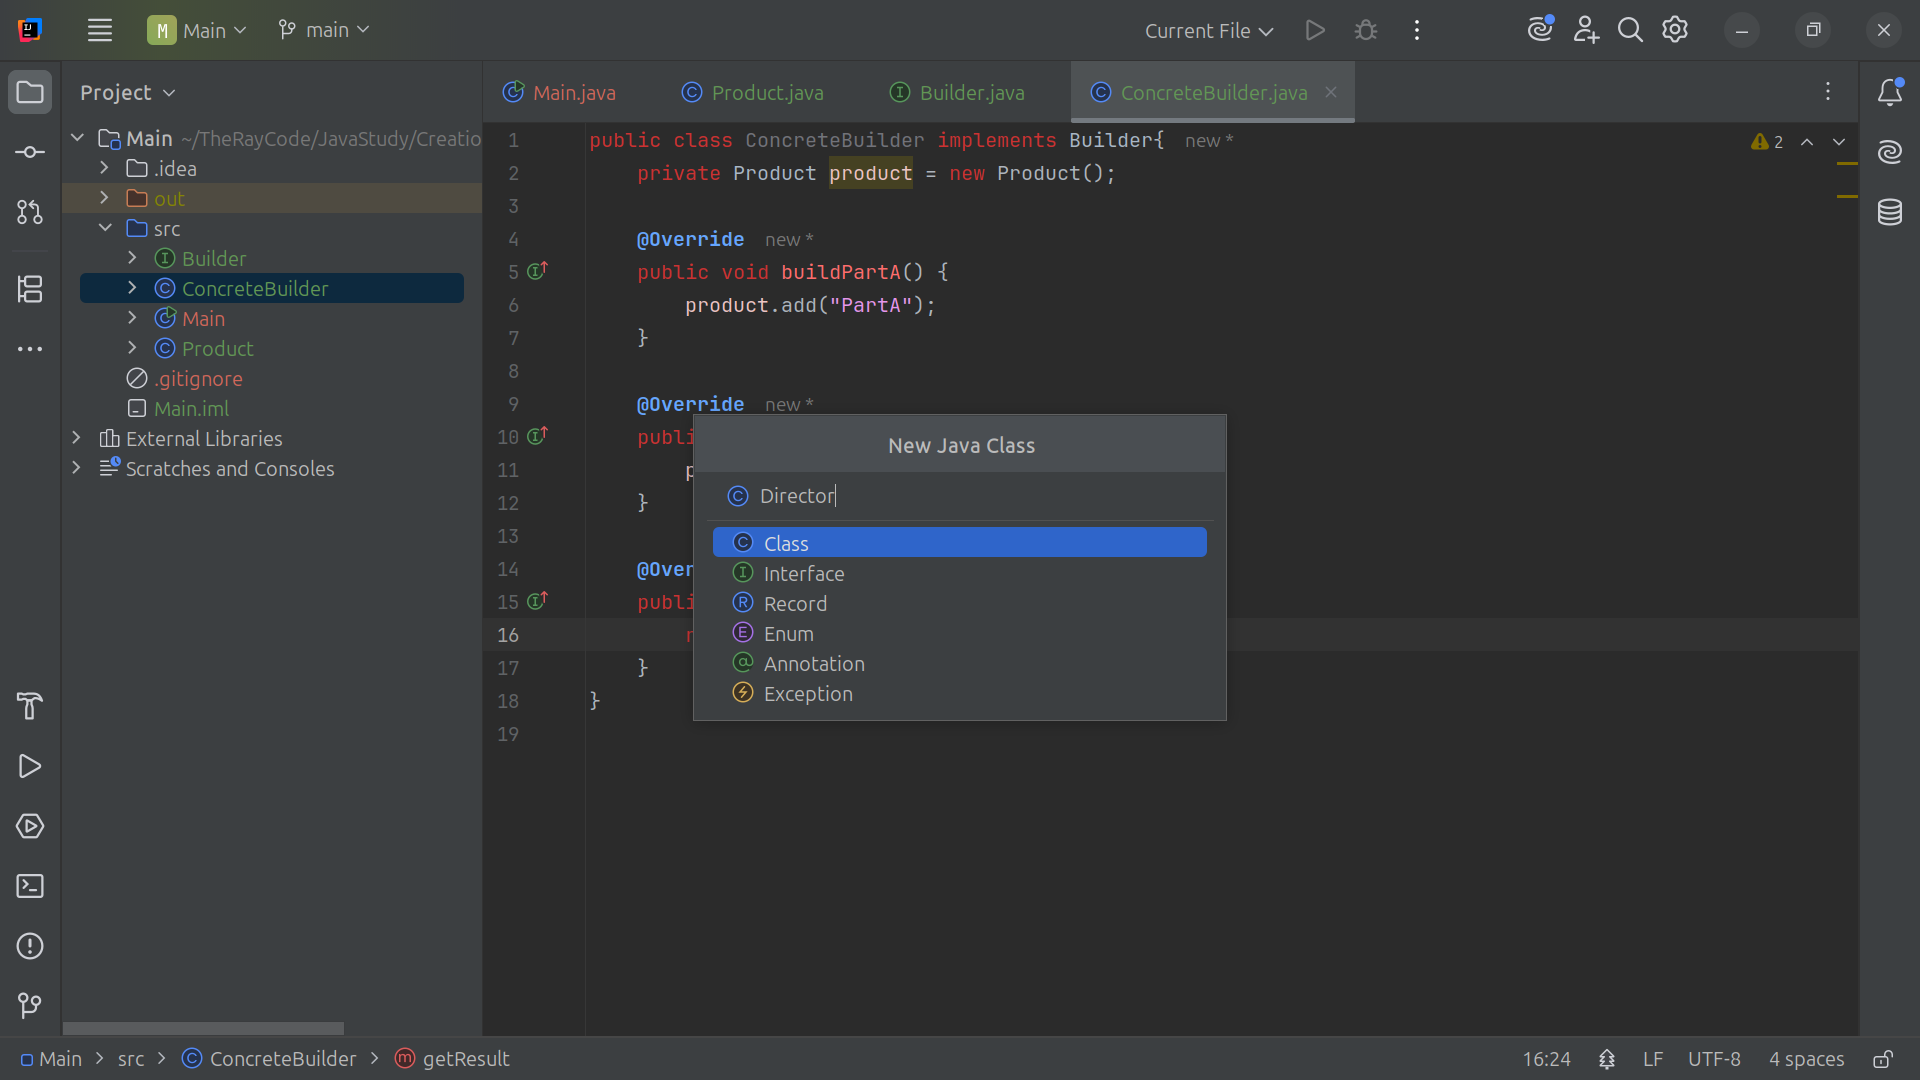 M Main main Current File
Project
Main.java Product.java Builder.java ConcreteBuilder.java
Main ~/TheRayCode/JavaStudy/Creatio
.idea
out
src
Builder
ConcreteBuilder
Main
Product
.gitignore
Main.iml
External Libraries
Scratches and Consoles
1 public class ConcreteBuilder implements Builder{ new *
2 private Product product = new Product();
3
4 @Override new *
5 public void buildPartA() {
6 product.add("PartA");
7 }
8
9 @Override new *
10 publi
11 p
12 }
13
14 @Over
15 publi
16 r
17 }
18 }
19
2
New Java Class
Director
Class
Interface
Record
Enum
Annotation
Exception
Main > src > ConcreteBuilder > getResult 16:24 LF UTF-8 4 spaces